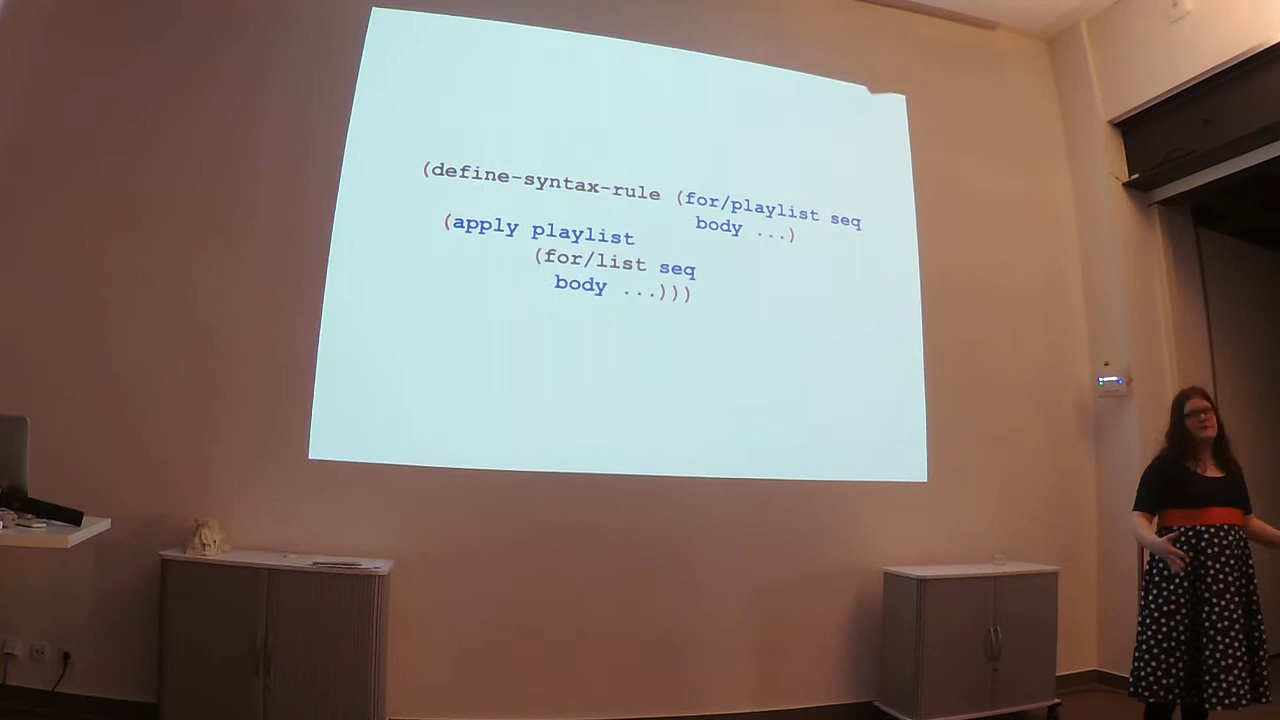 (define-syntax-rule (for/playlist seq
body ...)
(apply playlist
(for/list seq
body ...)))